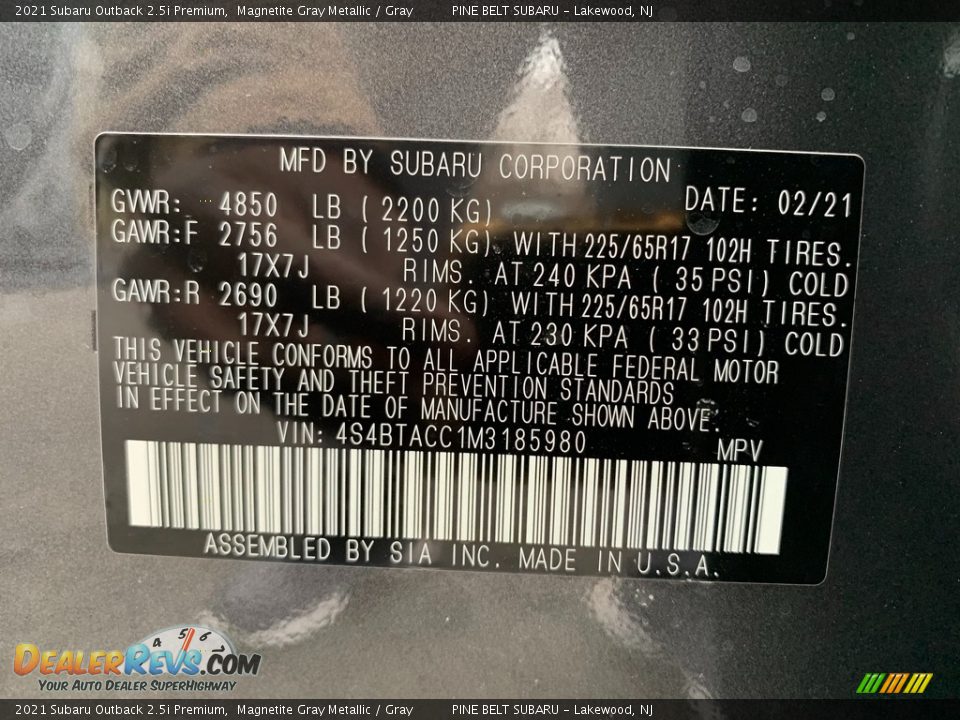 2021 Subaru Outback 2.5i Premium, Magnetite Gray Metallic / Gray PINE BELT SUBARU - Lakewood, NJ
MFD BY SUBARU CORPORATION
GVWR: 4850 LB ( 2200 KG) DATE: 02/21
GAWR:F 2756 LB ( 1250 KG) WITH 225/65R17 102H TIRES.
17X7J RIMS. AT 240 KPA ( 35 PSI) COLD
GAWR:R 2690 LB ( 1220 KG) WITH 225/65R17 102H TIRES.
17X7J RIMS. AT 230 KPA ( 33 PSI) COLD
THIS VEHICLE CONFORMS TO ALL APPLICABLE FEDERAL MOTOR
VEHICLE SAFETY AND THEFT PREVENTION STANDARDS
IN EFFECT ON THE DATE OF MANUFACTURE SHOWN ABOVE.
VIN: 4S4BTACC1M3185980 MPV
ASSEMBLED BY SIA INC. MADE IN U.S.A.
4 5 6
DEALERREVS.COM
YOUR AUTO DEALER SUPERHIGHWAY
2021 Subaru Outback 2.5i Premium, Magnetite Gray Metallic / Gray PINE BELT SUBARU - Lakewood, NJ